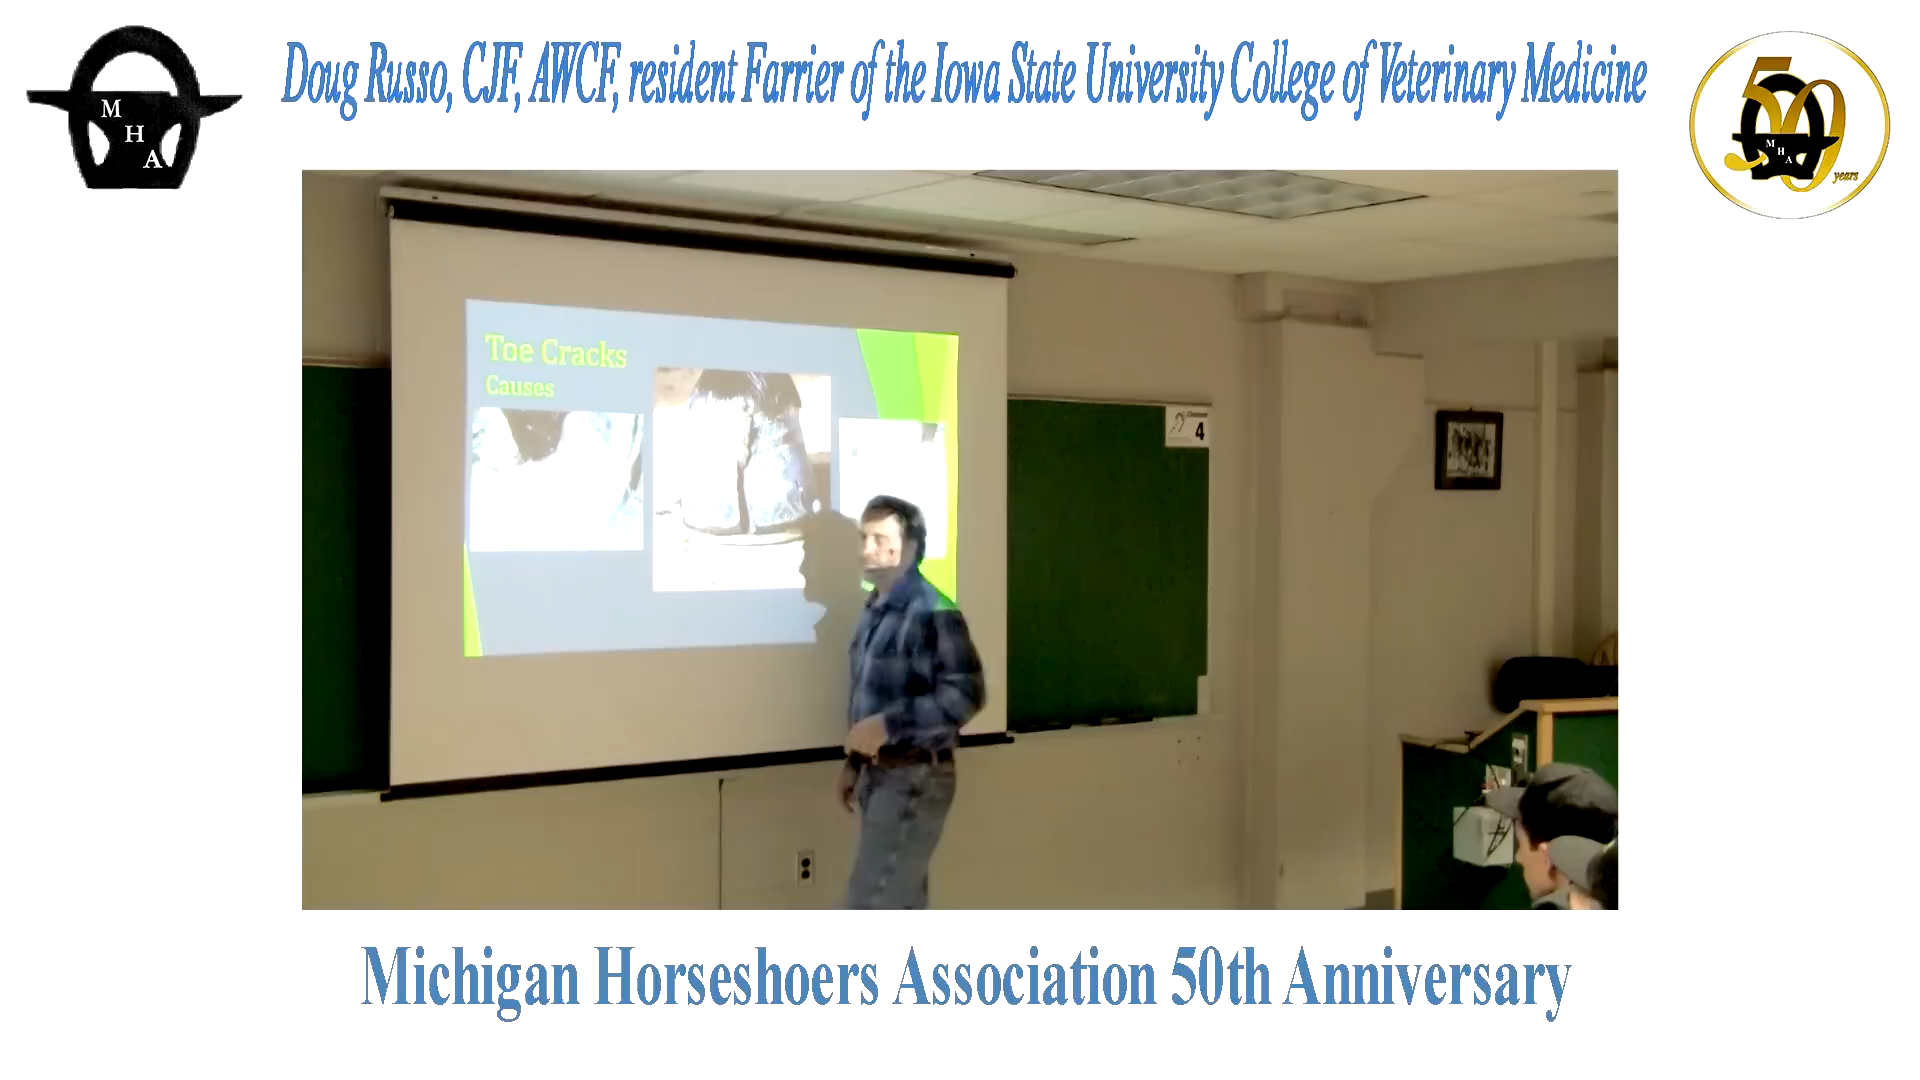 M
H
A
Doug Russo, CJF, AWCF, resident Farrier of the Iowa State University College of Veterinary Medicine
50
M
H
A
years
Toe Cracks
Causes
4
Michigan Horseshoers Association 50th Anniversary